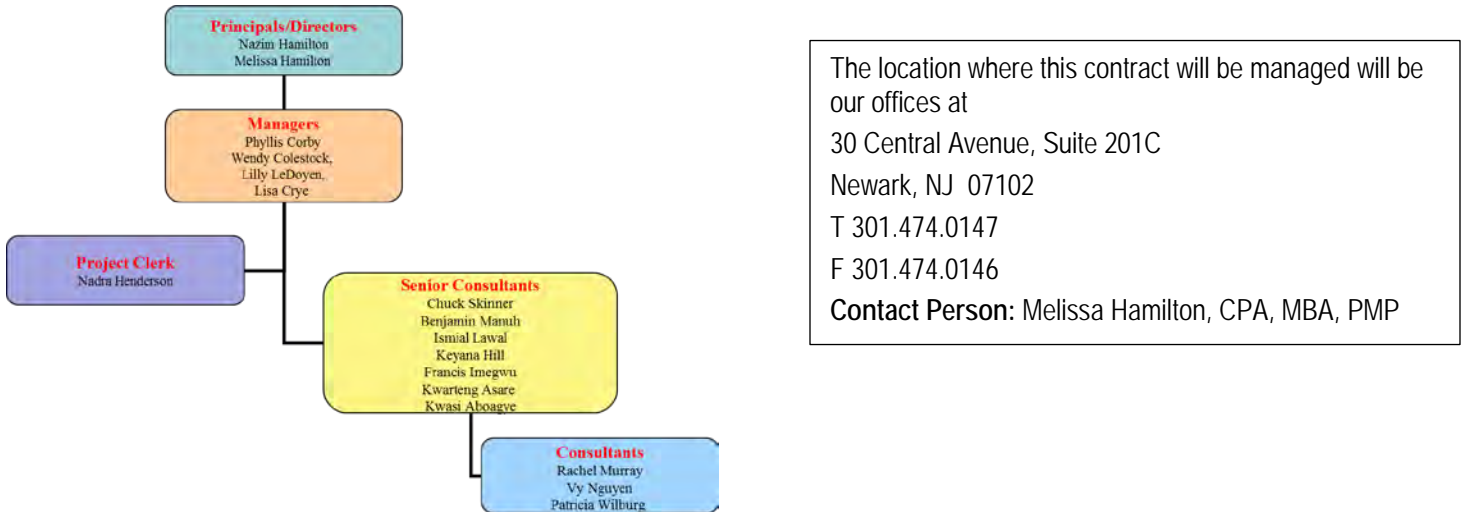 Principals/Directors
Nazim Hamilton
Melissa Hamilton
Managers
Phyllis Corby
Wendy Colestock,
Lilly LeDoyen,
Lisa Crye
Project Clerk
Nadra Henderson
Senior Consultants
Chuck Skinner
Benjamin Manuh
Ismial Lawal
Keyana Hill
Francis Imegwu
Kwarteng Asare
Kwasi Aboagye
Consultants
Rachel Murray
Vy Nguyen
Patricia Wilburg
The location where this contract will be managed will be
our offices at
30 Central Avenue, Suite 201C
Newark, NJ 07102
T 301.474.0147
F 301.474.0146
Contact Person: Melissa Hamilton, CPA, MBA, PMP